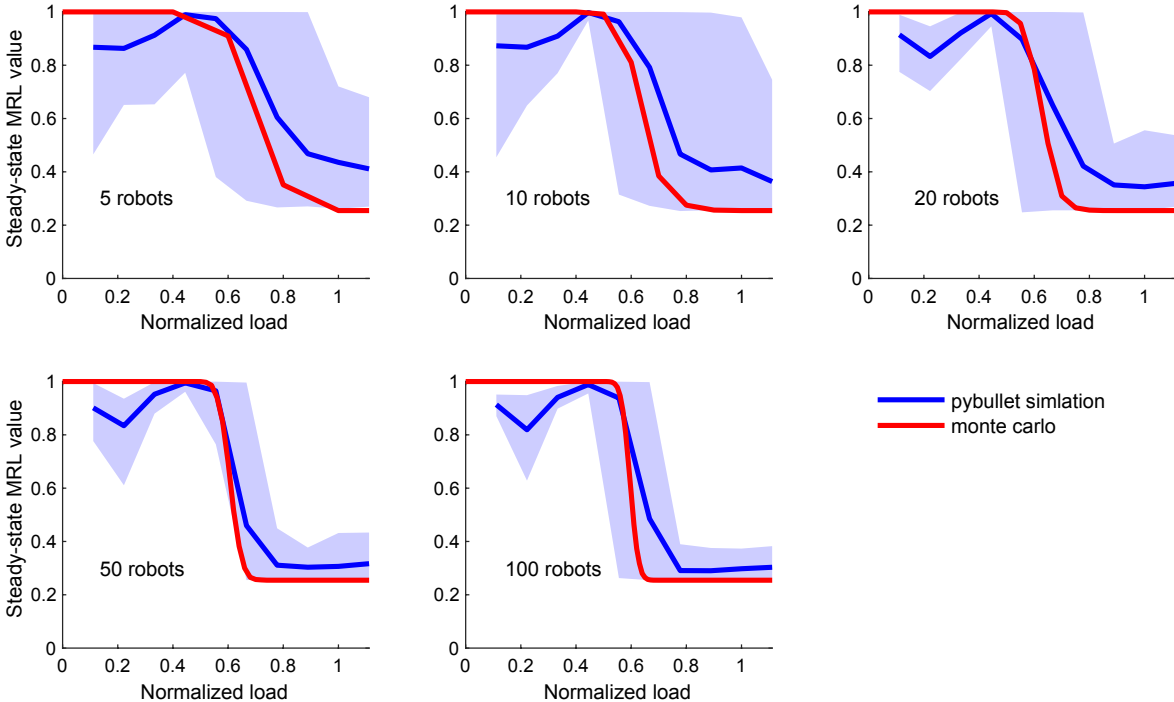 1
0.8
0.6
0.4
0.2
0
Steady-state MRL value
5 robots
0 0.2 0.4 0.6 0.8 1
Normalized load
1
0.8
0.6
0.4
0.2
0
10 robots
0 0.2 0.4 0.6 0.8 1
Normalized load
1
0.8
0.6
0.4
0.2
0
20 robots
0 0.2 0.4 0.6 0.8 1
Normalized load
1
0.8
0.6
0.4
0.2
0
Steady-state MRL value
50 robots
0 0.2 0.4 0.6 0.8 1
Normalized load
1
0.8
0.6
0.4
0.2
0
100 robots
0 0.2 0.4 0.6 0.8 1
Normalized load
pybullet simlation
monte carlo